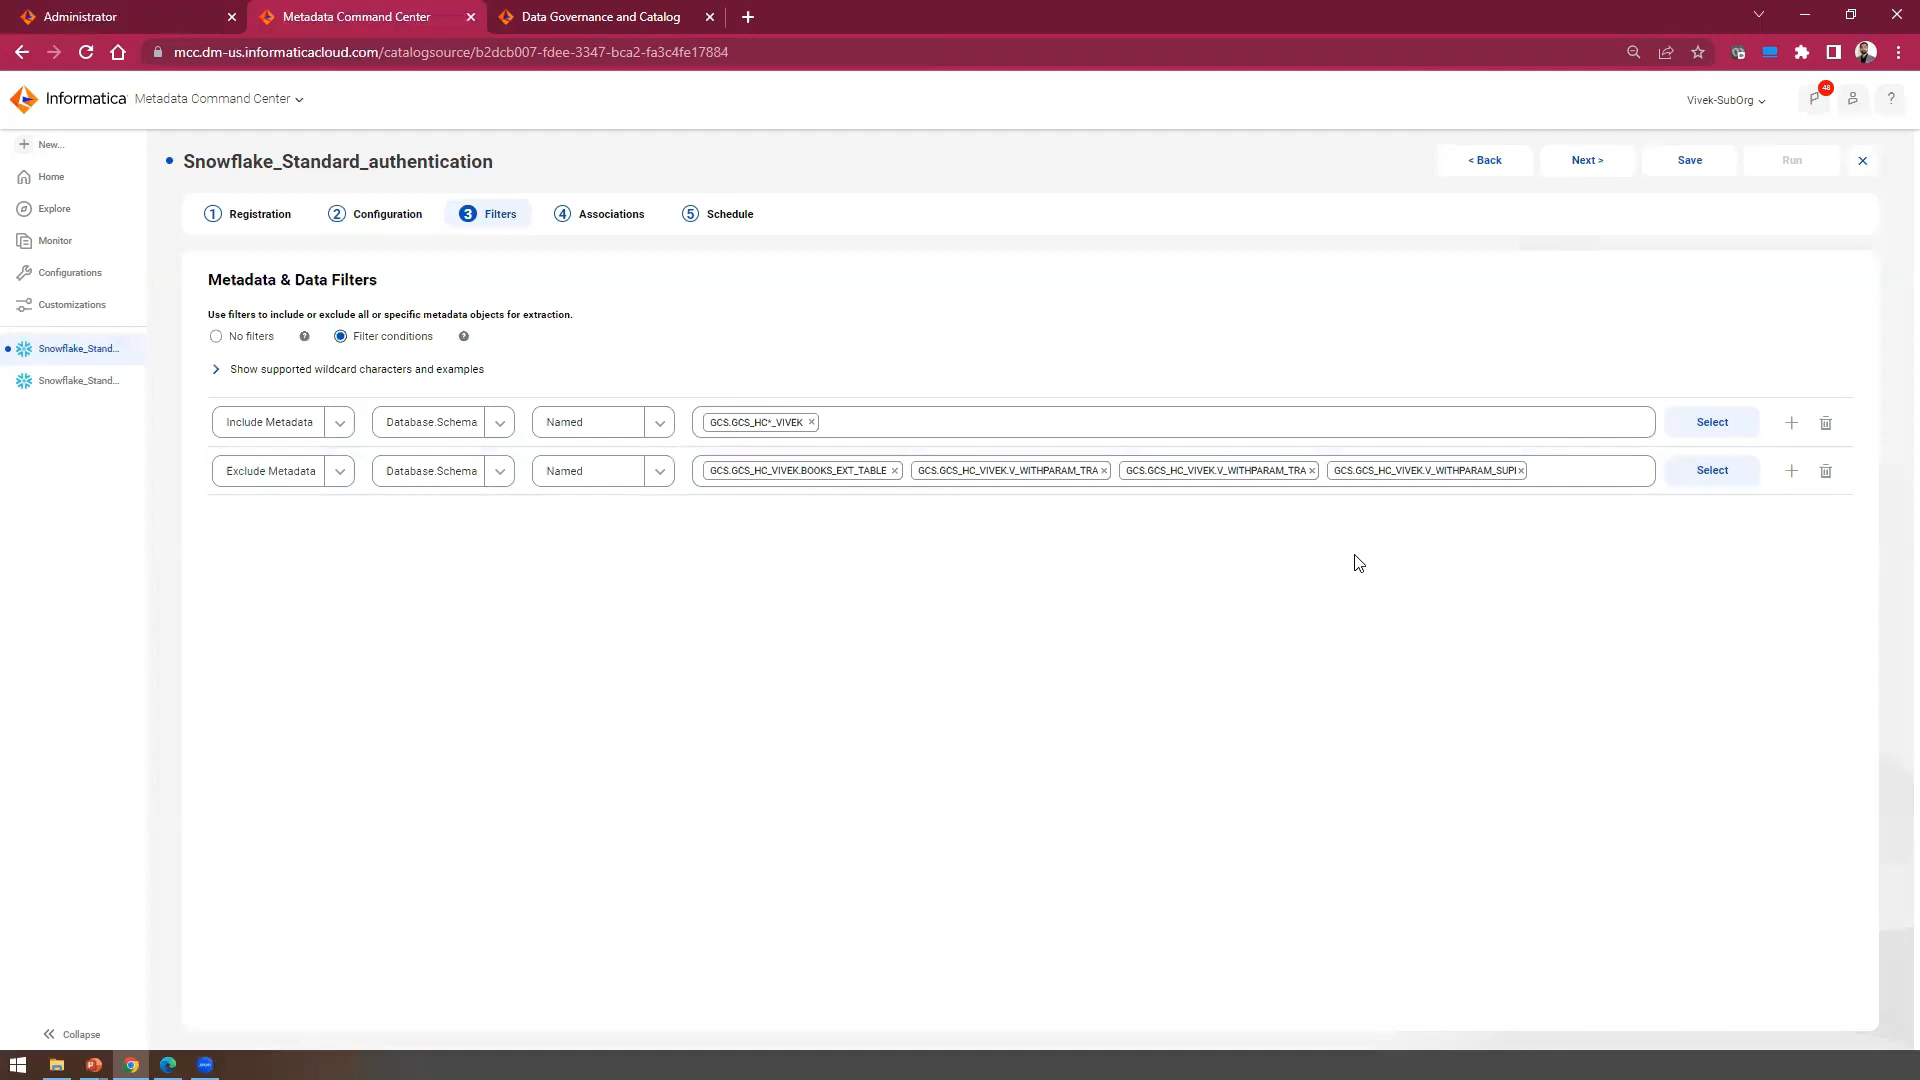 Administrator
Metadata Command Center
Data Governance and Catalog
mcc.dm-us.informaticacloud.com/catalogsource/b2dcb007-fdee-3347-bca2-fa3c4fe17884
Informatica Metadata Command Center
Vivek-SubOrg
48
?
New...
Home
Explore
Monitor
Configurations
Customizations
Snowflake_Stand...
Snowflake_Stand...
Snowflake_Standard_authentication
< Back
Next >
Save
Run
1 Registration
2 Configuration
3 Filters
4 Associations
5 Schedule
Metadata & Data Filters
Use filters to include or exclude all or specific metadata objects for extraction.
No filters ?
Filter conditions ?
Show supported wildcard characters and examples
Include Metadata
Database.Schema
Named
GCS.GCS_HC*_VIVEK
Select
Exclude Metadata
Database.Schema
Named
GCS.GCS_HC_VIVEK.BOOKS_EXT_TABLE
GCS.GCS_HC_VIVEK.V_WITHPARAM_TRA
GCS.GCS_HC_VIVEK.V_WITHPARAM_TRA
GCS.GCS_HC_VIVEK.V_WITHPARAM_SUPI
Select
Collapse